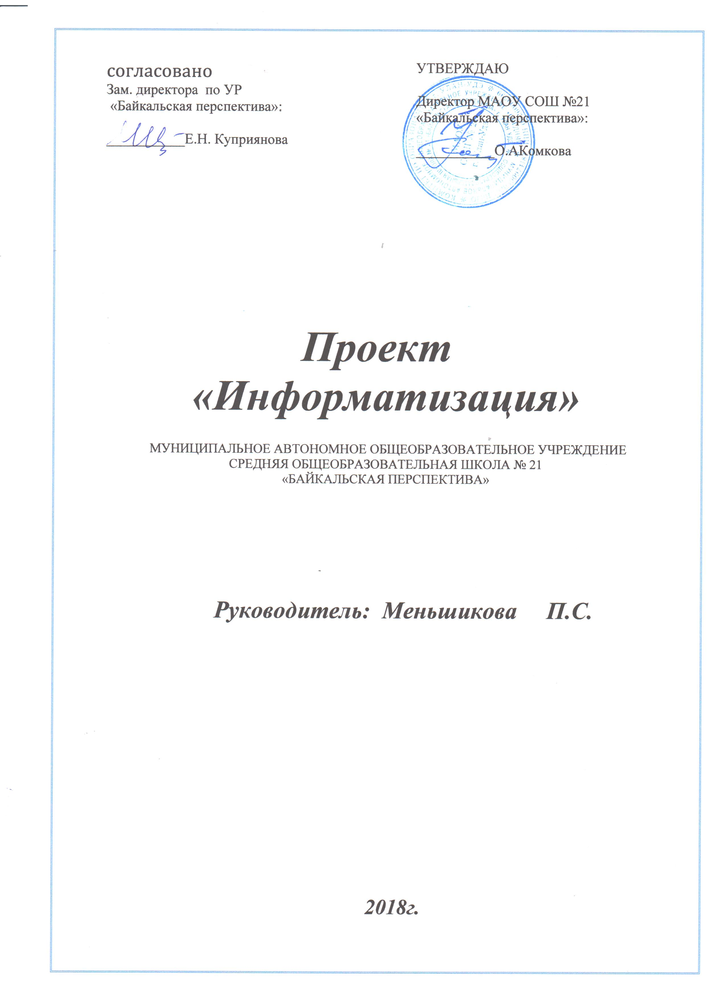 согласовано
Зам. директора по УР
«Байкальская перспектива»:
____________Е.Н. Куприянова
УТВЕРЖДАЮ
Директор МАОУ СОШ №21
«Байкальская перспектива»:
____________О.АКомкова
Проект
«Информатизация»
МУНИЦИПАЛЬНОЕ АВТОНОМНОЕ ОБЩЕОБРАЗОВАТЕЛЬНОЕ УЧРЕЖДЕНИЕ
СРЕДНЯЯ ОБЩЕОБРАЗОВАТЕЛЬНАЯ ШКОЛА № 21
«БАЙКАЛЬСКАЯ ПЕРСПЕКТИВА»
Руководитель: Меньшикова П.С.
2018г.